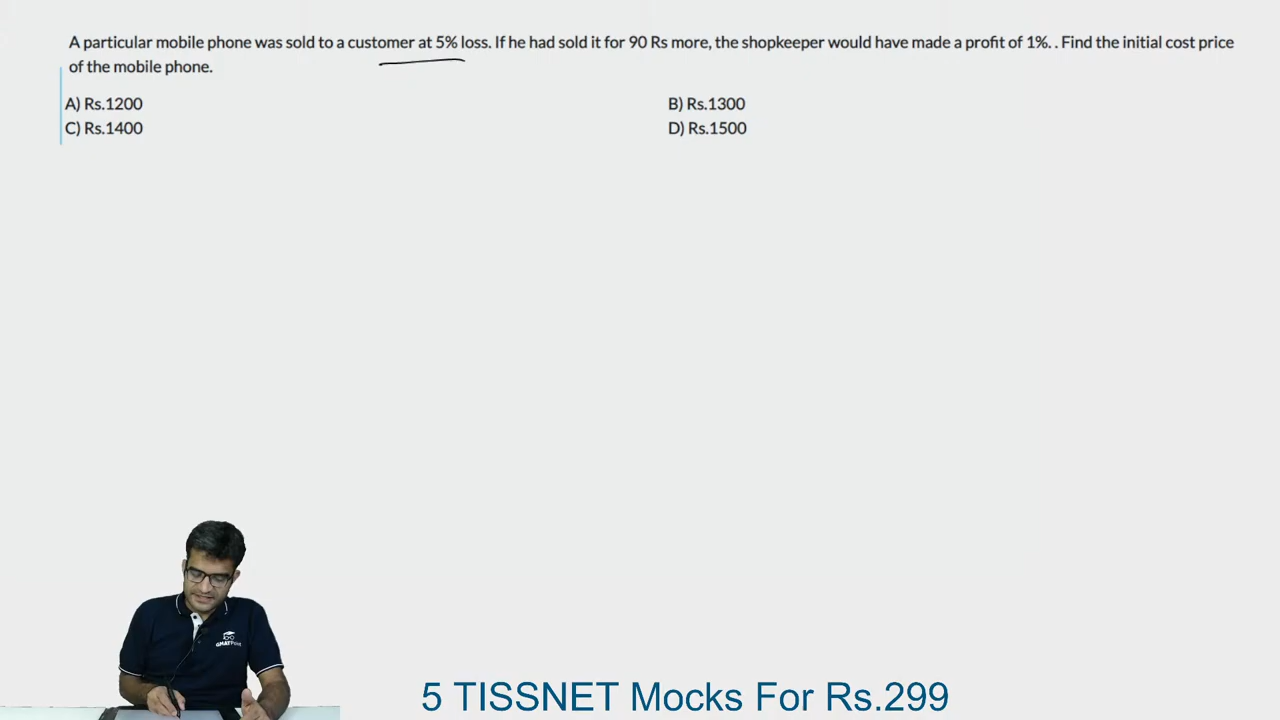 A particular mobile phone was sold to a customer at 5% loss. If he had sold it for 90 Rs more, the shopkeeper would have made a profit of 1%. . Find the initial cost price
of the mobile phone.
A) Rs.1200
B) Rs.1300
C) Rs.1400
D) Rs.1500
GMATPoint
5 TISSNET Mocks For Rs.299